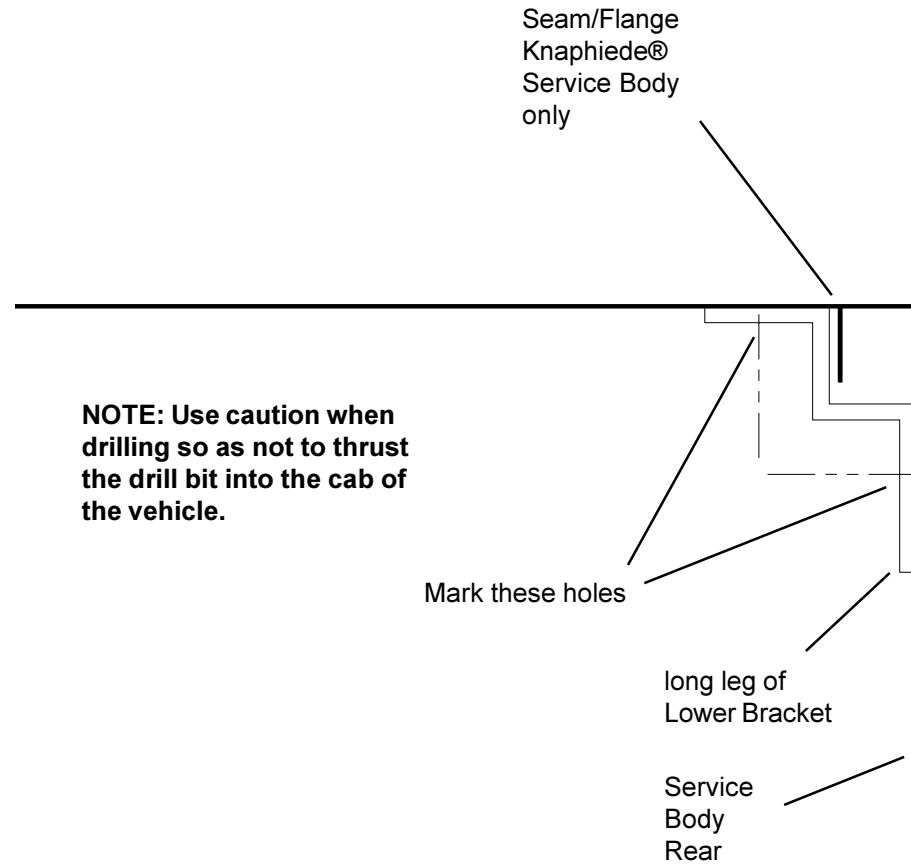 Seam/Flange
Knaphiede®
Service Body
only
NOTE: Use caution when
drilling so as not to thrust
the drill bit into the cab of
the vehicle.
Mark these holes
long leg of
Lower Bracket
Service
Body
Rear